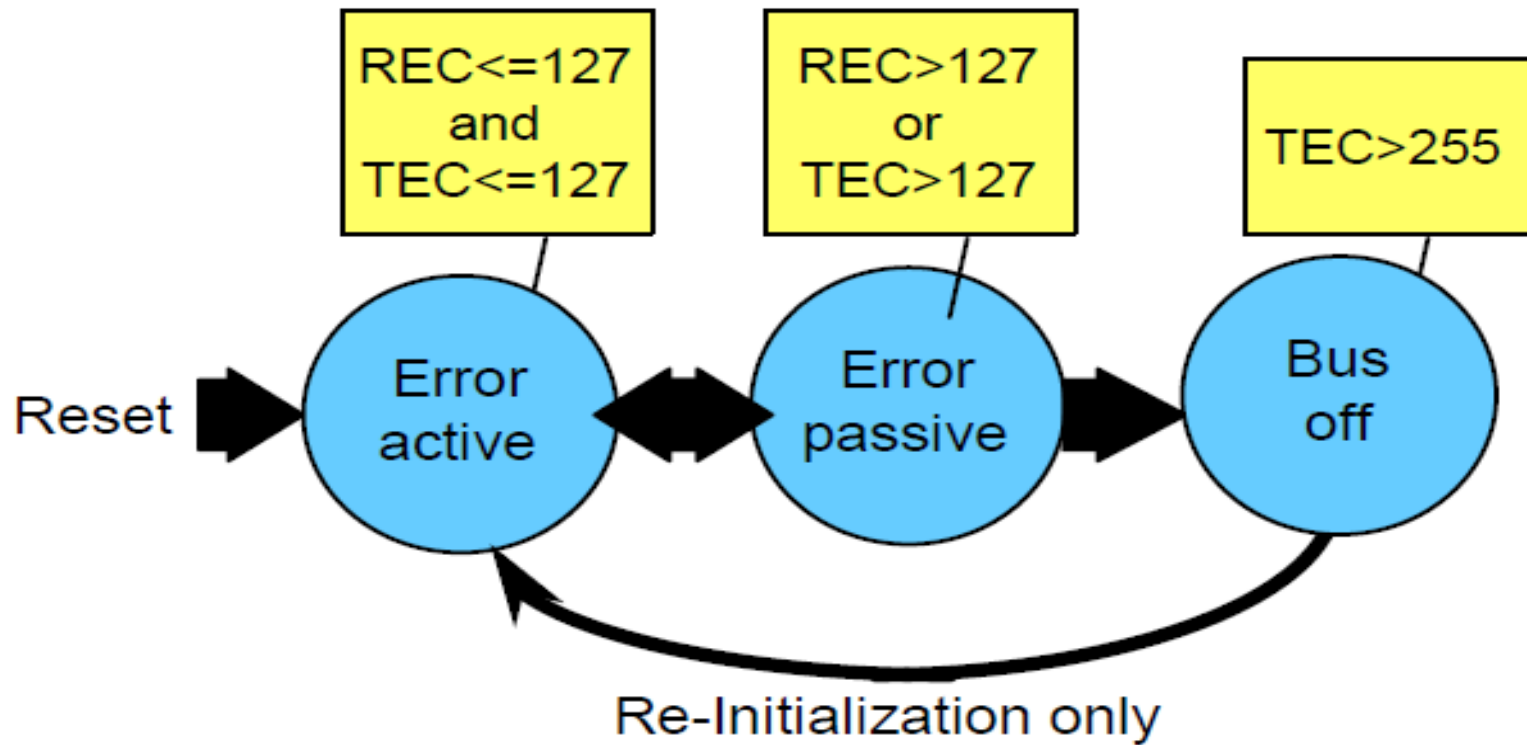 REC<=127
and
TEC<=127
REC>127
or
TEC>127
TEC>255
Reset
Error
active
Error
passive
Bus
off
Re-Initialization only